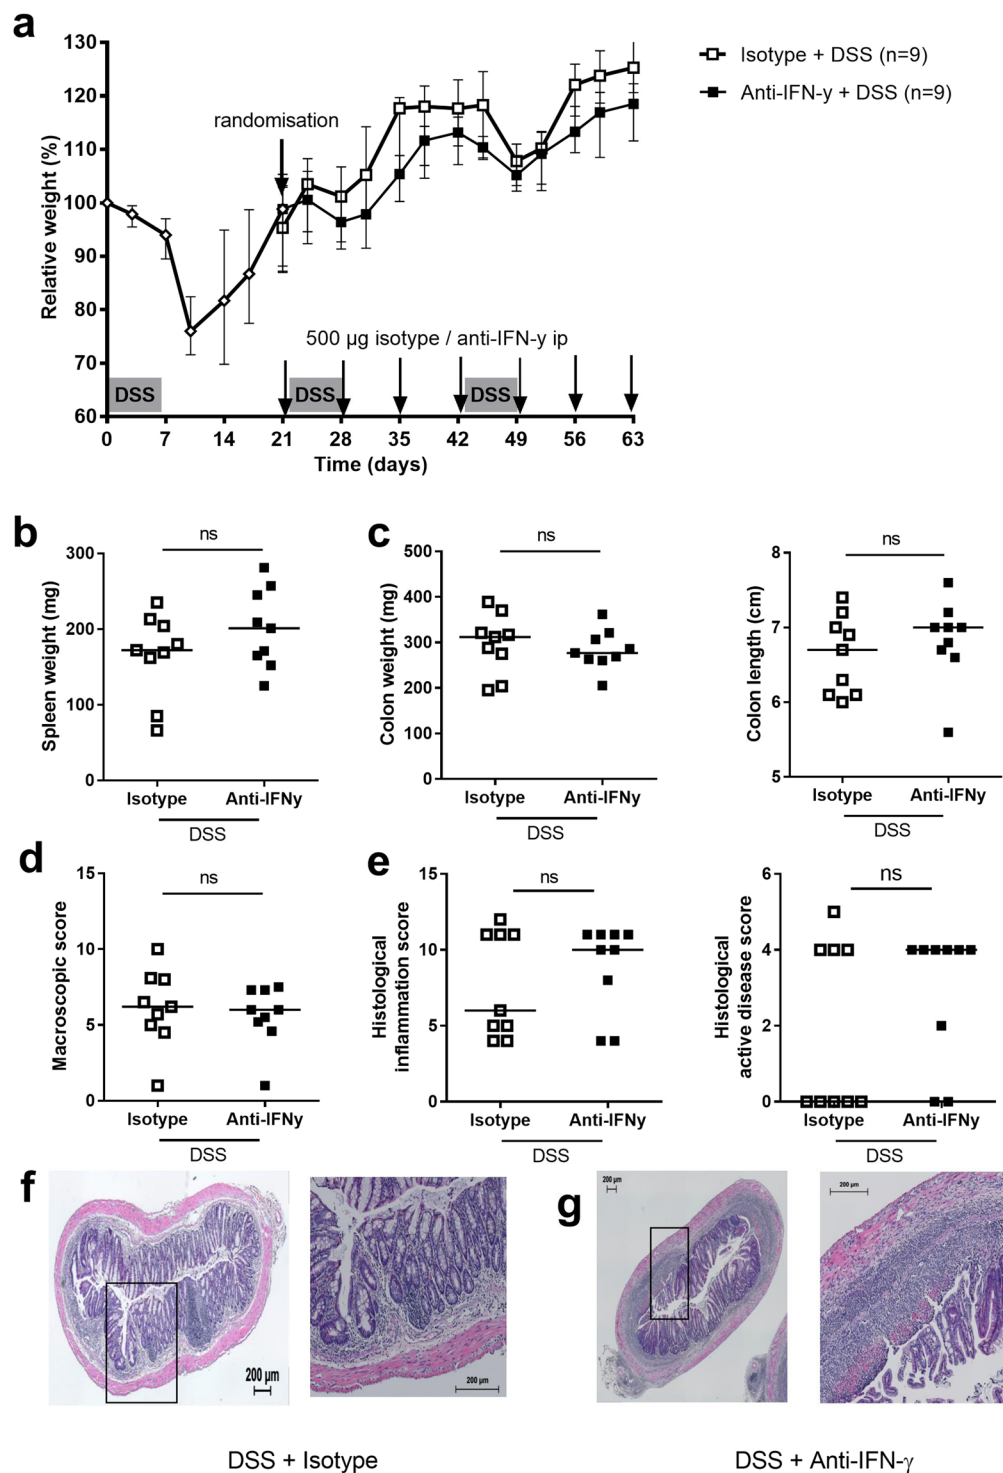 a
130
120
110
100
90
80
70
60
Relative weight (%)
randomisation
500 µg isotype / anti-IFN-y ip
DSS
DSS
DSS
0 7 14 21 28 35 42 49 56 63
Time (days)
Isotype + DSS (n=9)
Anti-IFN-y + DSS (n=9)
b
ns
300
200
100
0
Spleen weight (mg)
Isotype Anti-IFNy
DSS
c
ns
500
400
300
200
100
0
Colon weight (mg)
Isotype Anti-IFNy
DSS
ns
8
7
6
5
Colon length (cm)
Isotype Anti-IFNy
DSS
d
ns
15
10
5
0
Macroscopic score
Isotype Anti-IFNy
DSS
e
ns
15
10
5
0
Histological
inflammation score
Isotype Anti-IFNy
DSS
ns
6
4
2
0
Histological
active disease score
Isotype Anti-IFNy
DSS
f
200 µm
200 µm
g
200 µm
200 µm
DSS + Isotype
DSS + Anti-IFN-γ